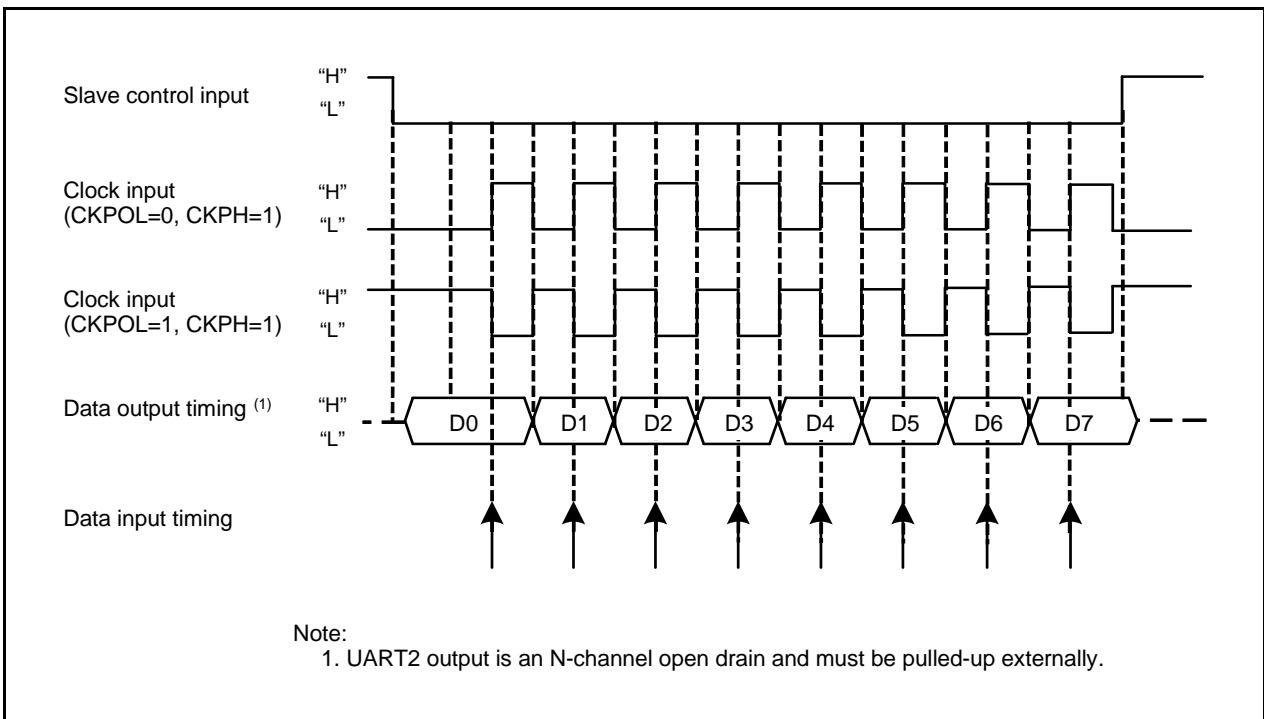 Slave control input
“H”
“L”
Clock input
(CKPOL=0, CKPH=1)
“H”
“L”
Clock input
(CKPOL=1, CKPH=1)
“H”
“L”
Data output timing (1)
“H”
“L”
D0 D1 D2 D3 D4 D5 D6 D7
Data input timing
Note:
1. UART2 output is an N-channel open drain and must be pulled-up externally.